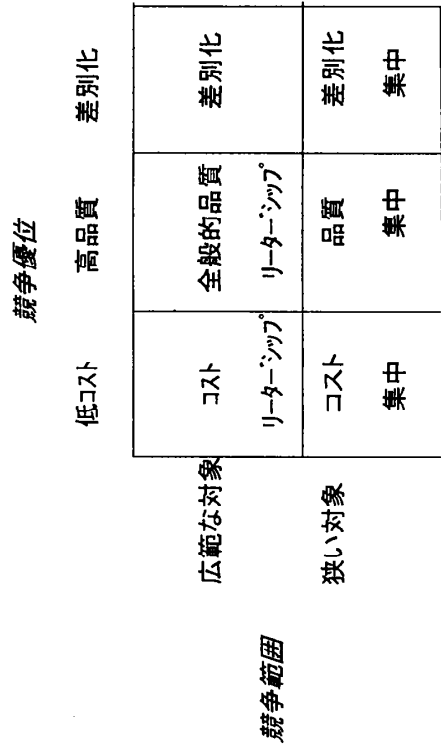 競争優位
低コスト 高品質 差別化
広範な対象 コスト 全般的品質 差別化
リーダーシップ リーダーシップ
競争範囲
狭い対象 コスト 品質 差別化
集中 集中 集中